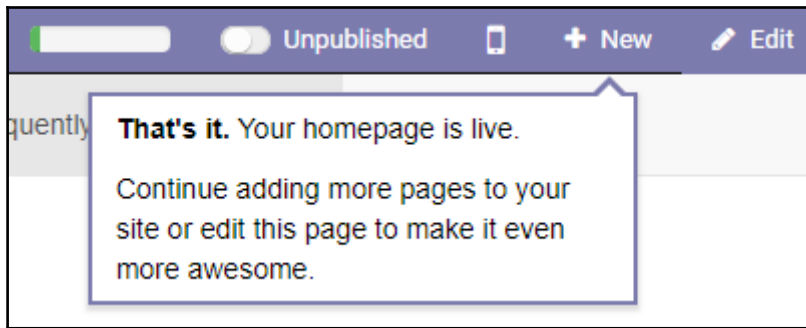 Unpublished New Edit
quently
That's it. Your homepage is live.
Continue adding more pages to your
site or edit this page to make it even
more awesome.